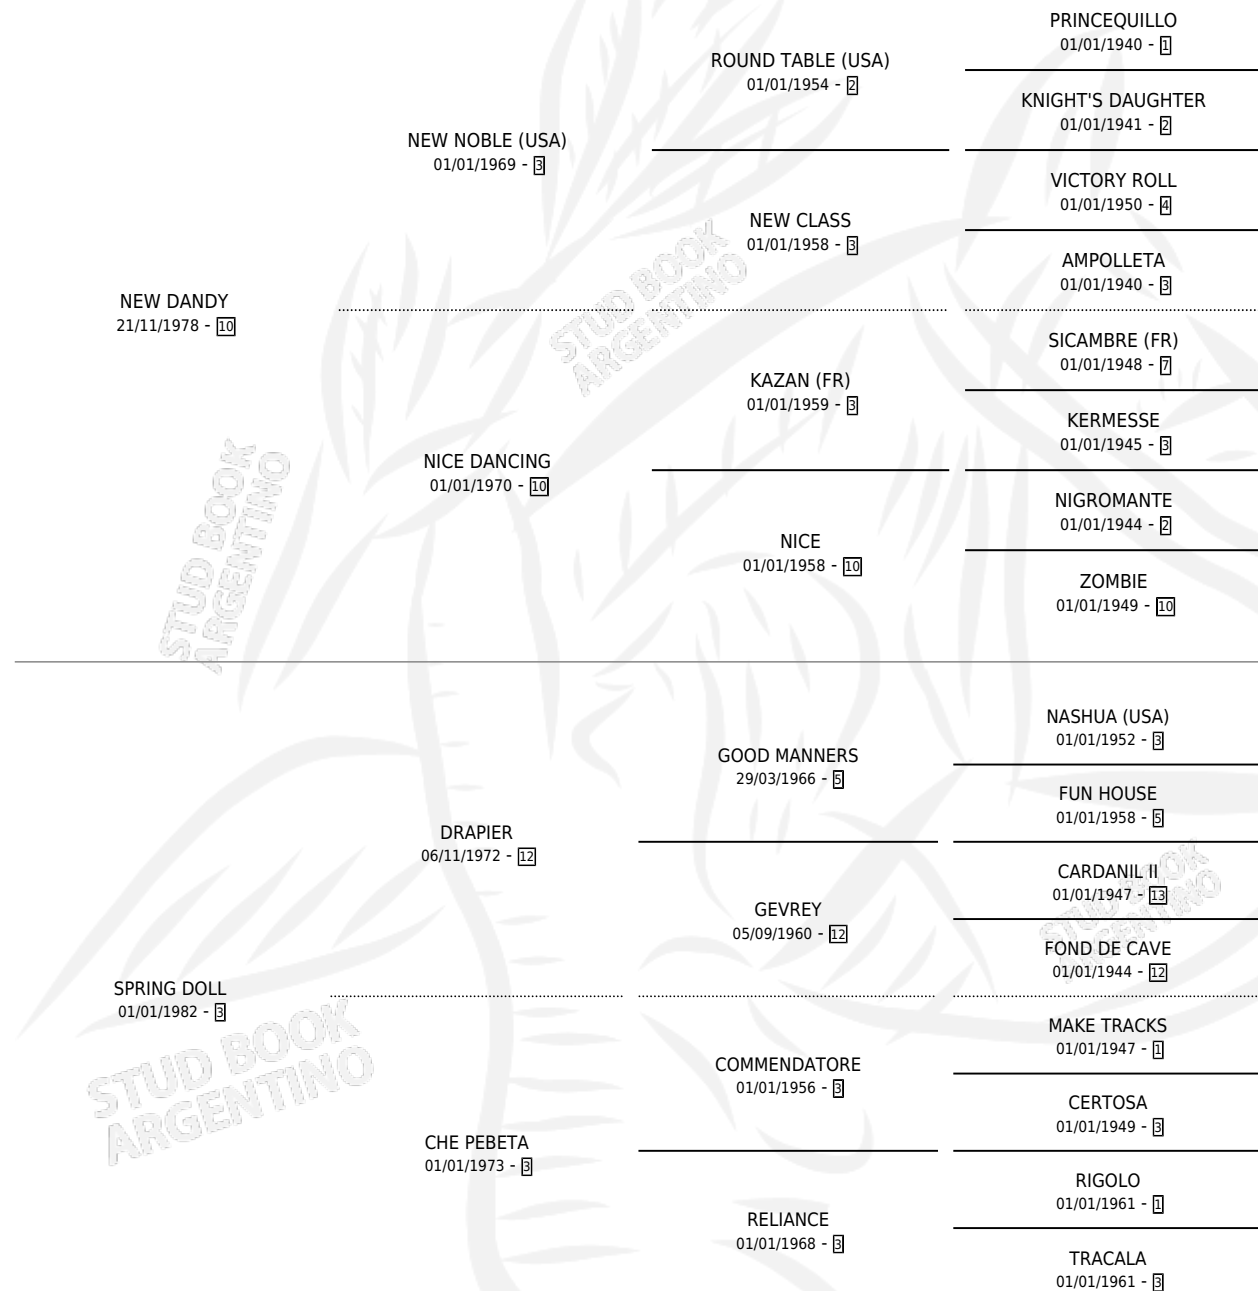 PRINCEQUILLO
01/01/1940 - 1
ROUND TABLE (USA)
01/01/1954 - 2
KNIGHT'S DAUGHTER
01/01/1941 - 2
NEW NOBLE (USA)
01/01/1969 - 3
VICTORY ROLL
01/01/1950 - 4
NEW CLASS
01/01/1958 - 3
AMPOLLETA
01/01/1940 - 3
STUD BOOK
ARGENTINO
NEW DANDY
21/11/1978 - 10
SICAMBRE (FR)
01/01/1948 - 7
KAZAN (FR)
01/01/1959 - 3
KERMESSE
01/01/1945 - 3
NICE DANCING
01/01/1970 - 10
NIGROMANTE
01/01/1944 - 2
NICE
01/01/1958 - 10
ZOMBIE
01/01/1949 - 10
STUD BOOK
ARGENTINO
NASHUA (USA)
01/01/1952 - 3
GOOD MANNERS
29/03/1966 - 5
FUN HOUSE
01/01/1958 - 5
DRAPIER
06/11/1972 - 12
CARDANIL II
01/01/1947 - 13
GEVREY
05/09/1960 - 12
FOND DE CAVE
01/01/1944 - 12
STUD BOOK
ARGENTINO
SPRING DOLL
01/01/1982 - 3
MAKE TRACKS
01/01/1947 - 1
COMMENDATORE
01/01/1956 - 3
CERTOSA
01/01/1949 - 3
STUD BOOK
ARGENTINO
CHE PEBETA
01/01/1973 - 3
RIGOLO
01/01/1961 - 1
RELIANCE
01/01/1968 - 3
TRACALA
01/01/1961 - 3